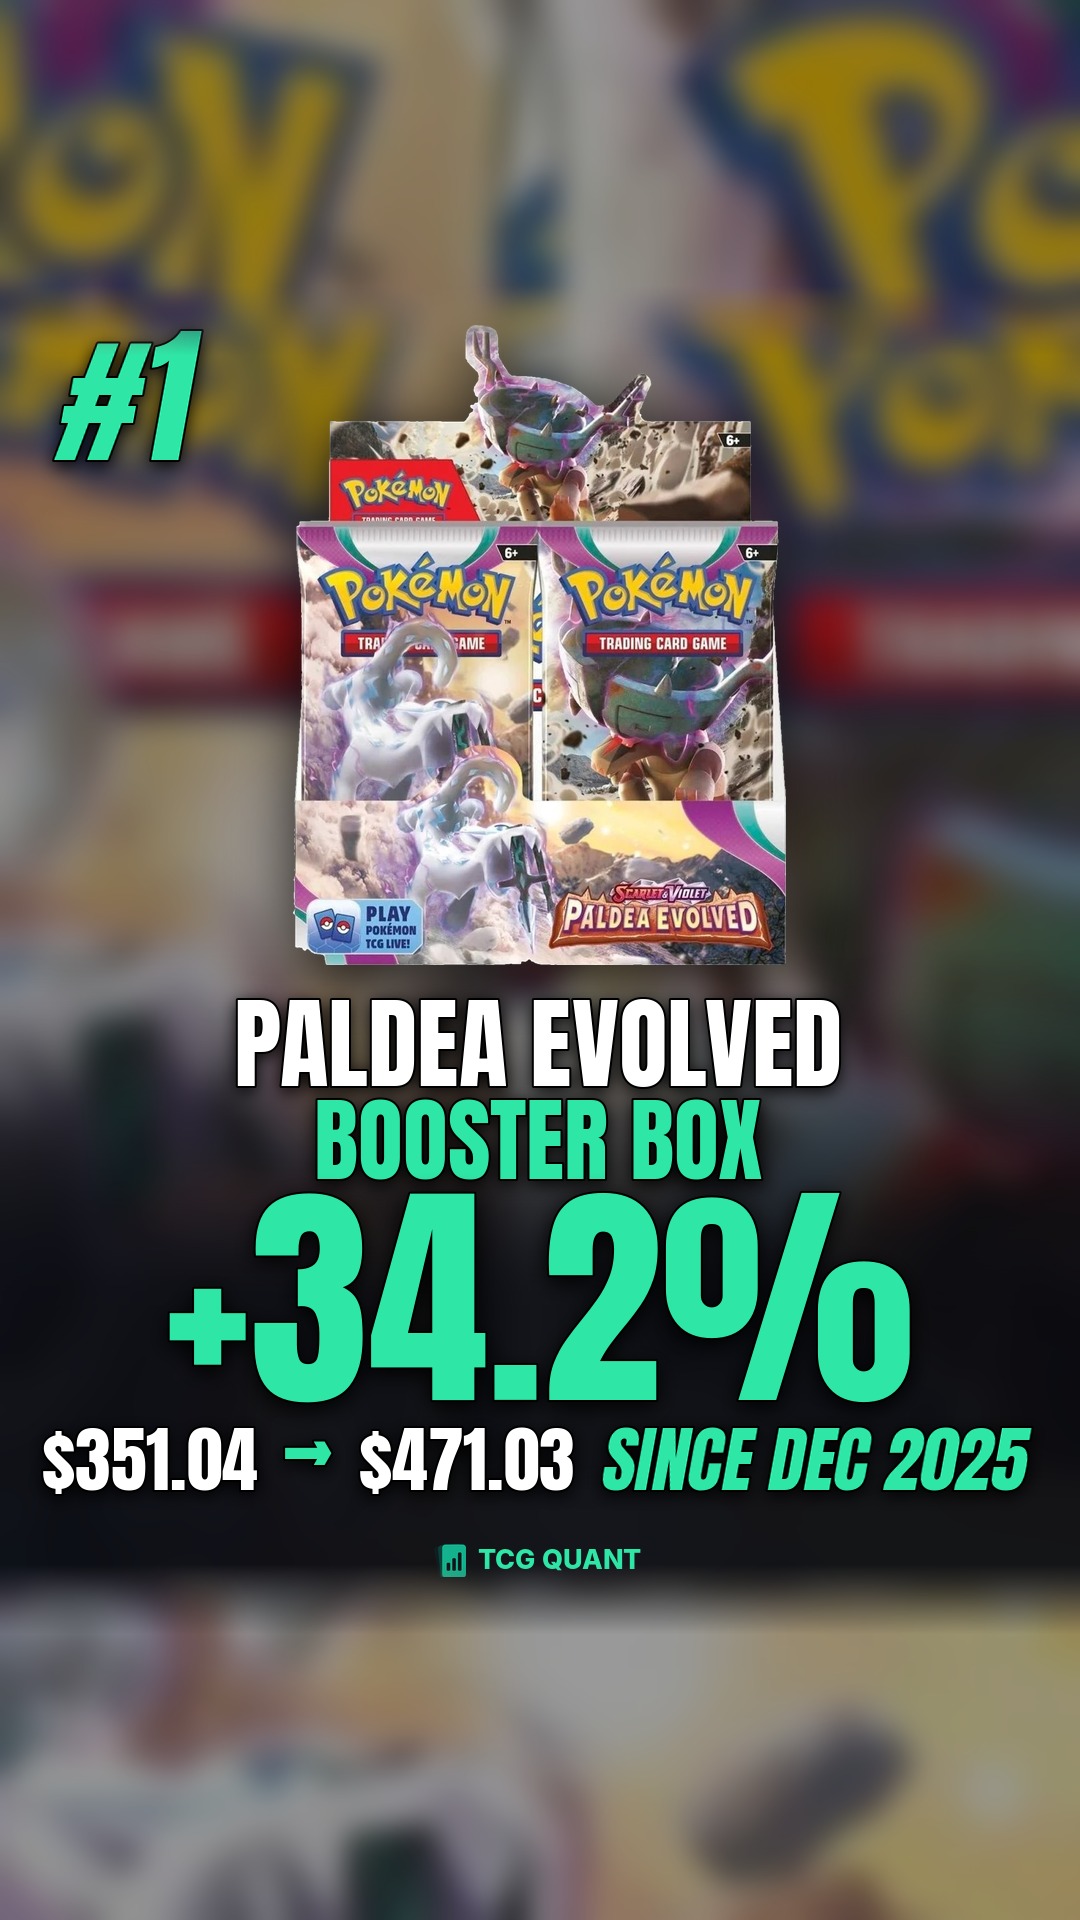 #1
6+
POKéMON
6+
POKéMON
TRADING CARD GAME
6+
POKéMON
TRADING CARD GAME
SCARLET & VIOLET
PALDEA EVOLVED
PLAY
POKÉMON
TCG LIVE!
PALDEA EVOLVED
BOOSTER BOX
+34.2%
$351.04 → $471.03 SINCE DEC 2025
TCG QUANT